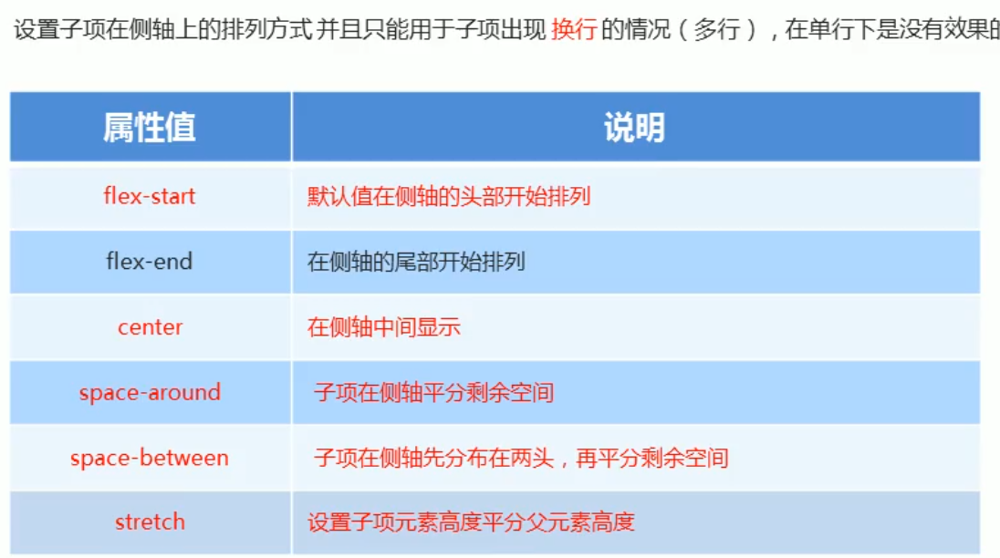 设置子项在侧轴上的排列方式 并且只能用于子项出现 换行 的情况（多行），在单行下是没有效果的
属性值 说明
flex-start 默认值在侧轴的头部开始排列
flex-end 在侧轴的尾部开始排列
center 在侧轴中间显示
space-around 子项在侧轴平分剩余空间
space-between 子项在侧轴先分布在两头，再平分剩余空间
stretch 设置子项元素高度平分父元素高度